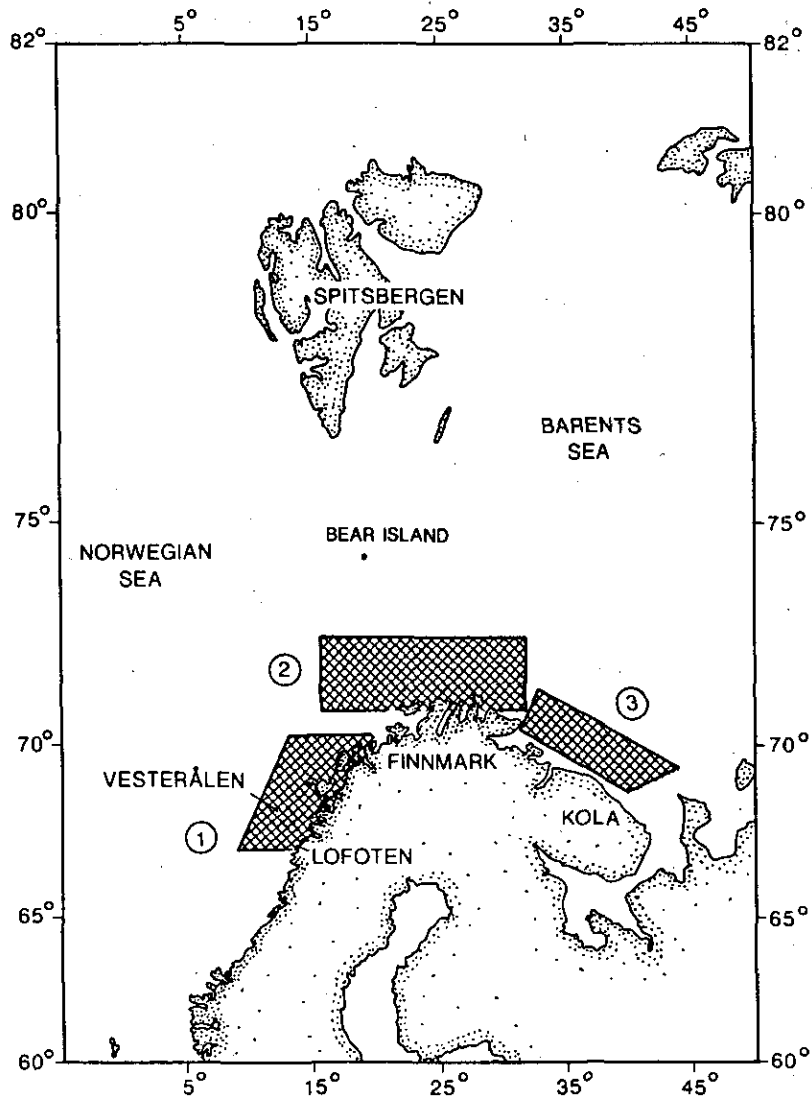 5° 15° 25° 35° 45°
82° 82°
80° 80°
SPITSBERGEN
BARENTS
SEA
75° 75°
BEAR ISLAND
NORWEGIAN
SEA
2
3
70° 70°
FINNMARK
VESTERÅLEN
KOLA
1
LOFOTEN
65° 65°
60° 60°
5° 15° 25° 35° 45°